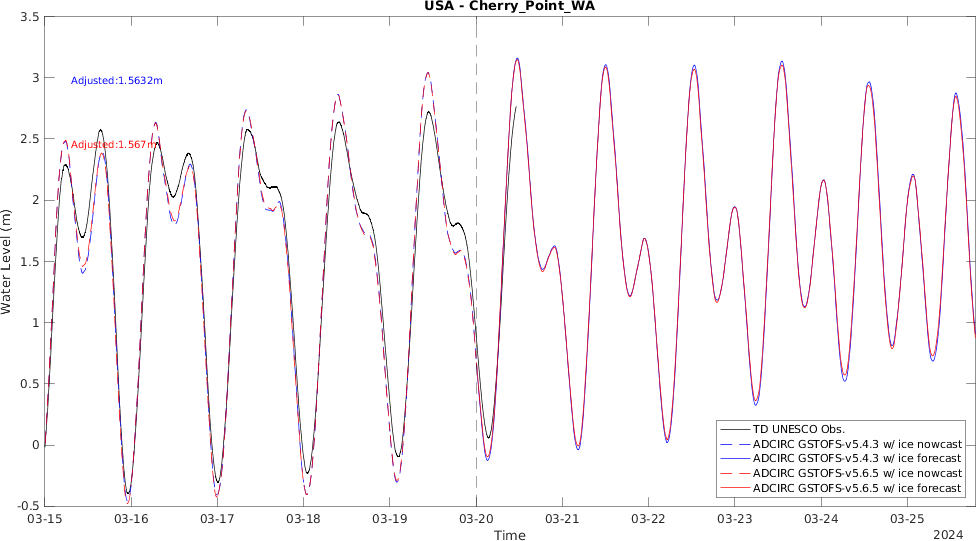 USA - Cherry_Point_WA
3.5
3
2.5
2
1.5
1
0.5
0
-0.5
Water Level (m)
Adjusted:1.5632m
Adjusted:1.567m
TD UNESCO Obs.
ADCIRC GSTOFS-v5.4.3 w/ ice nowcast
ADCIRC GSTOFS-v5.4.3 w/ ice forecast
ADCIRC GSTOFS-v5.6.5 w/ ice nowcast
ADCIRC GSTOFS-v5.6.5 w/ ice forecast
03-15 03-16 03-17 03-18 03-19 03-20 03-21 03-22 03-23 03-24 03-25
Time
2024